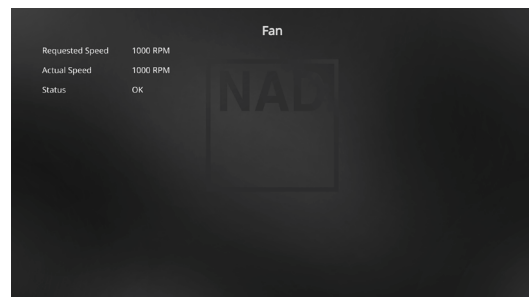 Fan
Requested Speed 1000 RPM
Actual Speed 1000 RPM
Status OK
NAD